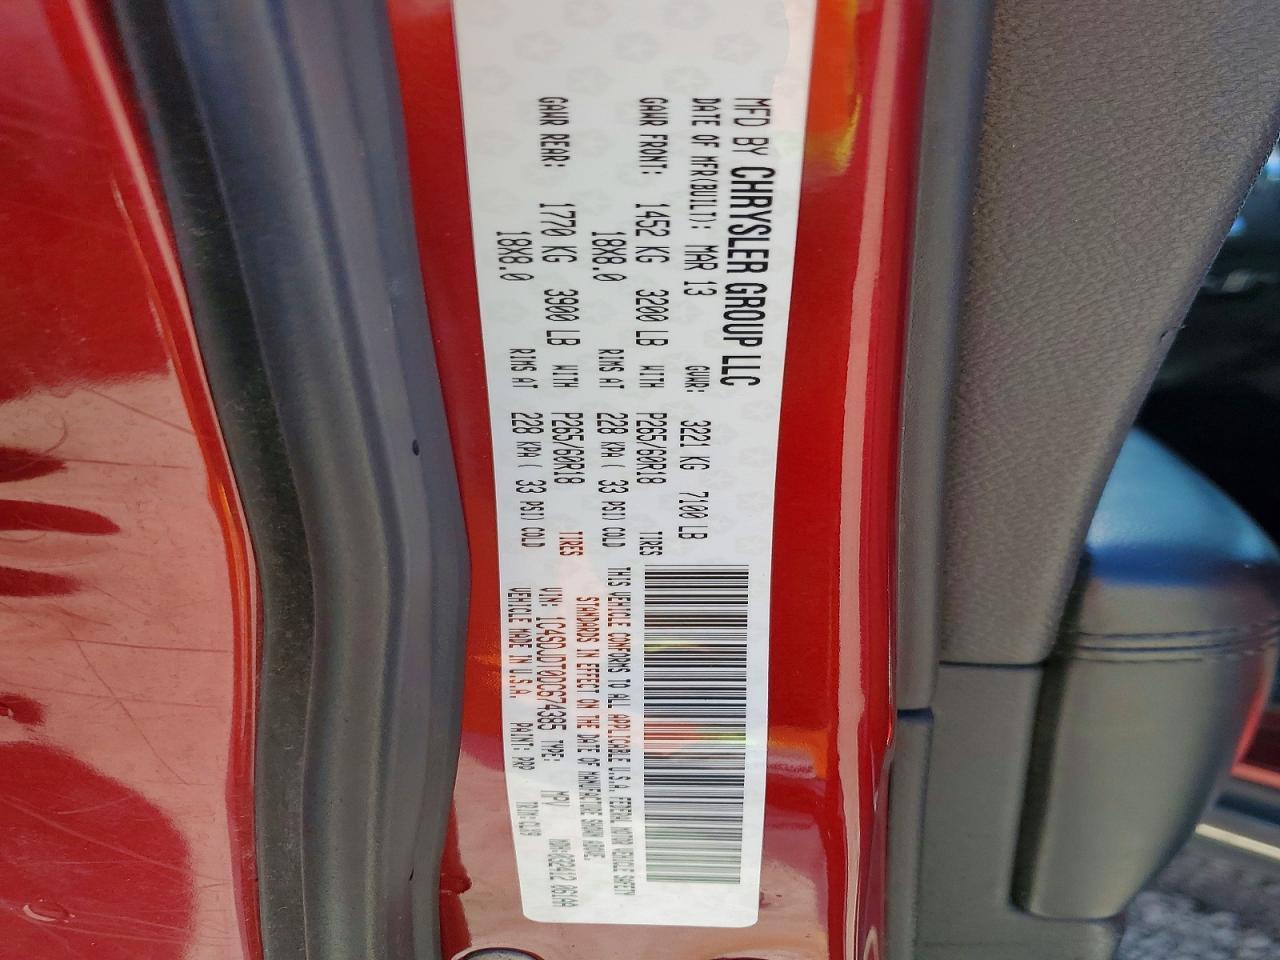 MFD BY CHRYSLER GROUP LLC
DATE OF MFR(BUILT): MAR 13 GVWR: 3221 KG 7100 LB
GAWR FRONT: 1452 KG 3200 LB WITH P265/60R18 TIRES
18X8.0 RIMS AT 228 KPA ( 33 PSI) COLD
GAWR REAR: 1770 KG 3900 LB WITH P265/60R18 TIRES
18X8.0 RIMS AT 228 KPA ( 33 PSI) COLD
THIS VEHICLE CONFORMS TO ALL APPLICABLE U.S.A. FEDERAL MOTOR VEHICLE SAFETY
STANDARDS IN EFFECT ON THE DATE OF MANUFACTURE SHOWN ABOVE.
VIN: 1C4SDJDT0DC674385 TYPE: MPV
VEHICLE MADE IN U.S.A. PAINT: PRP